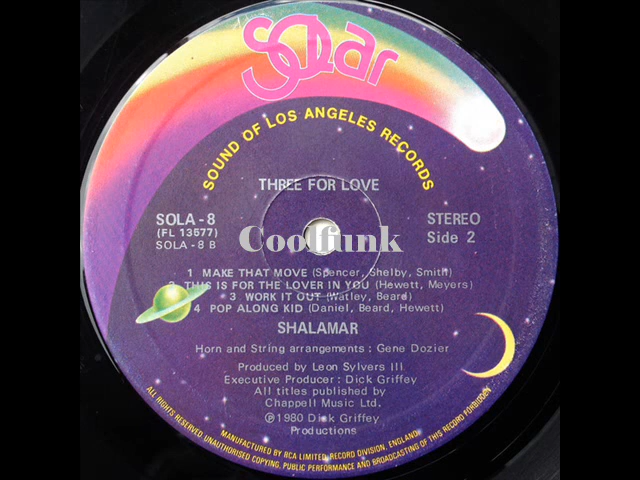 Solar
SOUND OF LOS ANGELES RECORDS
THREE FOR LOVE
SOLA - 8
(FL 13577)
SOLA - 8 B
STEREO
Side 2
Coolfunk
1 MAKE THAT MOVE (Spencer, Shelby, Smith)
2 THIS IS FOR THE LOVER IN YOU (Hewett, Meyers)
3 WORK IT OUT (Watley, Beard)
4 POP ALONG KID (Daniel, Beard, Hewett)
SHALAMAR
Horn and String arrangements : Gene Dozier
Produced by Leon Sylvers III
Executive Producer : Dick Griffey
All titles published by
Chappell Music Ltd.
℗1980 Dick Griffey
Productions
MANUFACTURED BY RCA LIMITED, RECORD DIVISION, ENGLAND.
ALL RIGHTS RESERVED UNAUTHORISED COPYING, PUBLIC PERFORMANCE AND BROADCASTING OF THIS RECORD FORBIDDEN